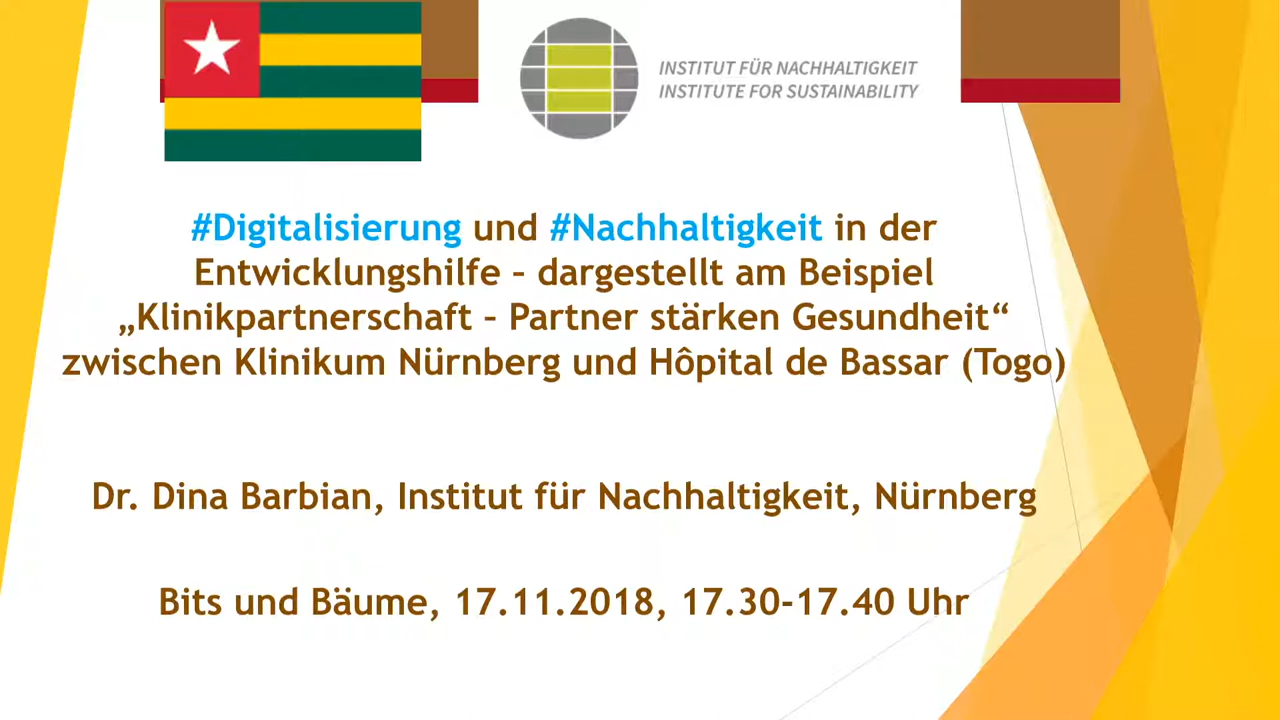 INSTITUT FÜR NACHHALTIGKEIT
INSTITUTE FOR SUSTAINABILITY
#Digitalisierung und #Nachhaltigkeit in der
Entwicklungshilfe – dargestellt am Beispiel
„Klinikpartnerschaft – Partner stärken Gesundheit“
zwischen Klinikum Nürnberg und Hôpital de Bassar (Togo)
Dr. Dina Barbian, Institut für Nachhaltigkeit, Nürnberg
Bits und Bäume, 17.11.2018, 17.30-17.40 Uhr